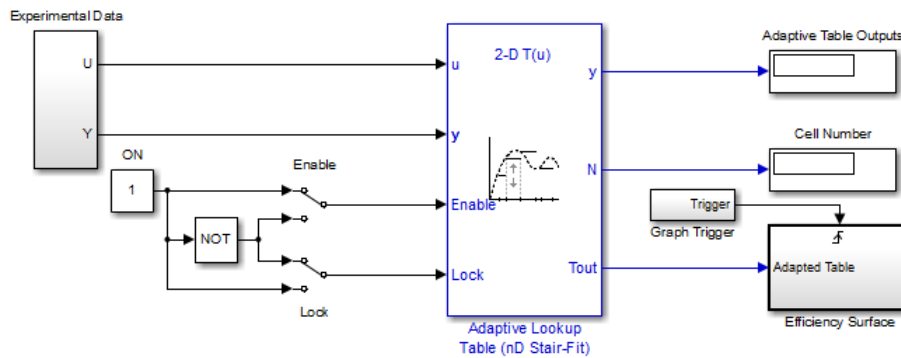 Experimental Data
U
Y
ON
1
NOT
Enable
Lock
2-D T(u)
u
y
Enable
Lock
y
N
Tout
Adaptive Lookup
Table (nD Stair-Fit)
Adaptive Table Outputs
Cell Number
Trigger
Graph Trigger
Adapted Table
Efficiency Surface